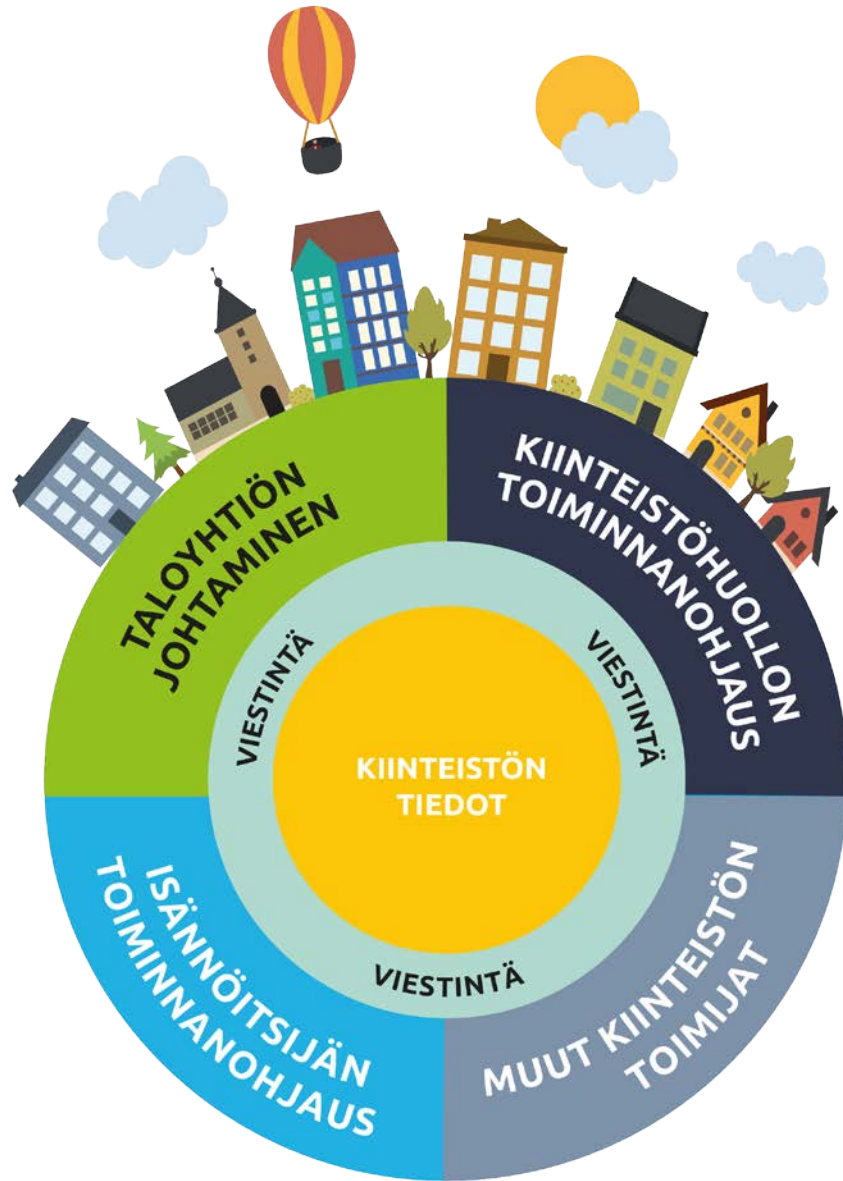 TALOYHTIÖN
JOHTAMINEN
KIINTEISTÖHUOLLON
TOIMINNANOHJAUS
VIESTINTÄ
VIESTINTÄ
KIINTEISTÖN
TIEDOT
VIESTINTÄ
ISÄNNÖITSIJÄN
TOIMINNANOHJAUS
MUUT KIINTEISTÖN
TOIMIJAT